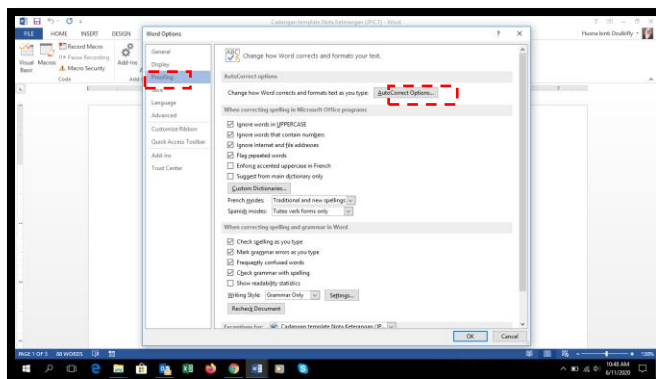 Cadangan template Nota Keterangan (JPICT) - Word
FILE HOME INSERT DESIGN
Word Options
Visual Basic
Macros
Record Macro
Pause Recording
Macro Security
Add-Ins
Code
General
Display
Proofing
Save
Language
Advanced
Customize Ribbon
Quick Access Toolbar
Add-Ins
Trust Center
Change how Word corrects and formats your text.
AutoCorrect options
Change how Word corrects and formats text as you type: AutoCorrect Options...
When correcting spelling in Microsoft Office programs
Ignore words in UPPERCASE
Ignore words that contain numbers
Ignore Internet and file addresses
Flag repeated words
Enforce accented uppercase in French
Suggest from main dictionary only
Custom Dictionaries...
French modes: Traditional and new spellings
Spanish modes: Tuteo verb forms only
When correcting spelling and grammar in Word
Check spelling as you type
Mark grammar errors as you type
Frequently confused words
Check grammar with spelling
Show readability statistics
Writing Style: Grammar Only Settings...
Recheck Document
Exceptions for: Cadangan template Nota Keterangan (JP...
OK Cancel
PAGE 1 OF 3 88 WORDS
130%
10:48 AM
6/11/2020